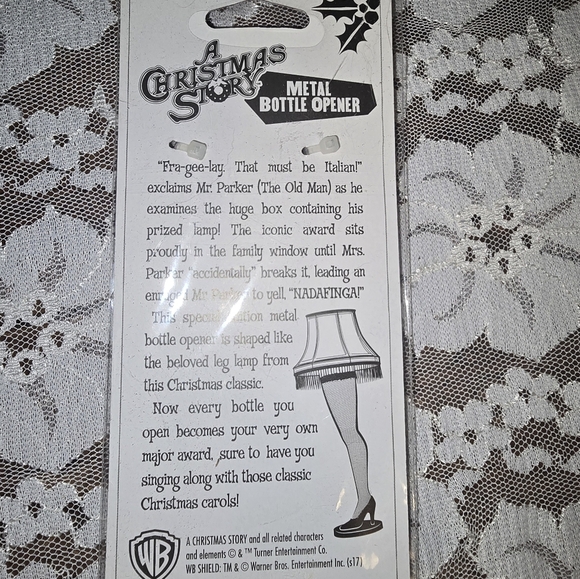 A
CHRISTMAS
STORY
METAL
BOTTLE OPENER
"Fra-gee-lay. That must be Italian!"
exclaims Mr. Parker (The Old Man) as he
examines the huge box containing his
prized lamp! The iconic award sits
proudly in the family window until Mrs.
Parker "accidentally" breaks it, leading an
enraged Mr Parker to yell, "NADAFINGA!"
This special edition metal
bottle opener is shaped like
the beloved leg lamp from
this Christmas classic.
Now every bottle you
open becomes your very own
major award, sure to have you
singing along with those classic
Christmas carols!
WB
A CHRISTMAS STORY and all related characters
and elements © & ™ Turner Entertainment Co.
WB SHIELD: TM & © Warner Bros. Entertainment Inc. (s17)